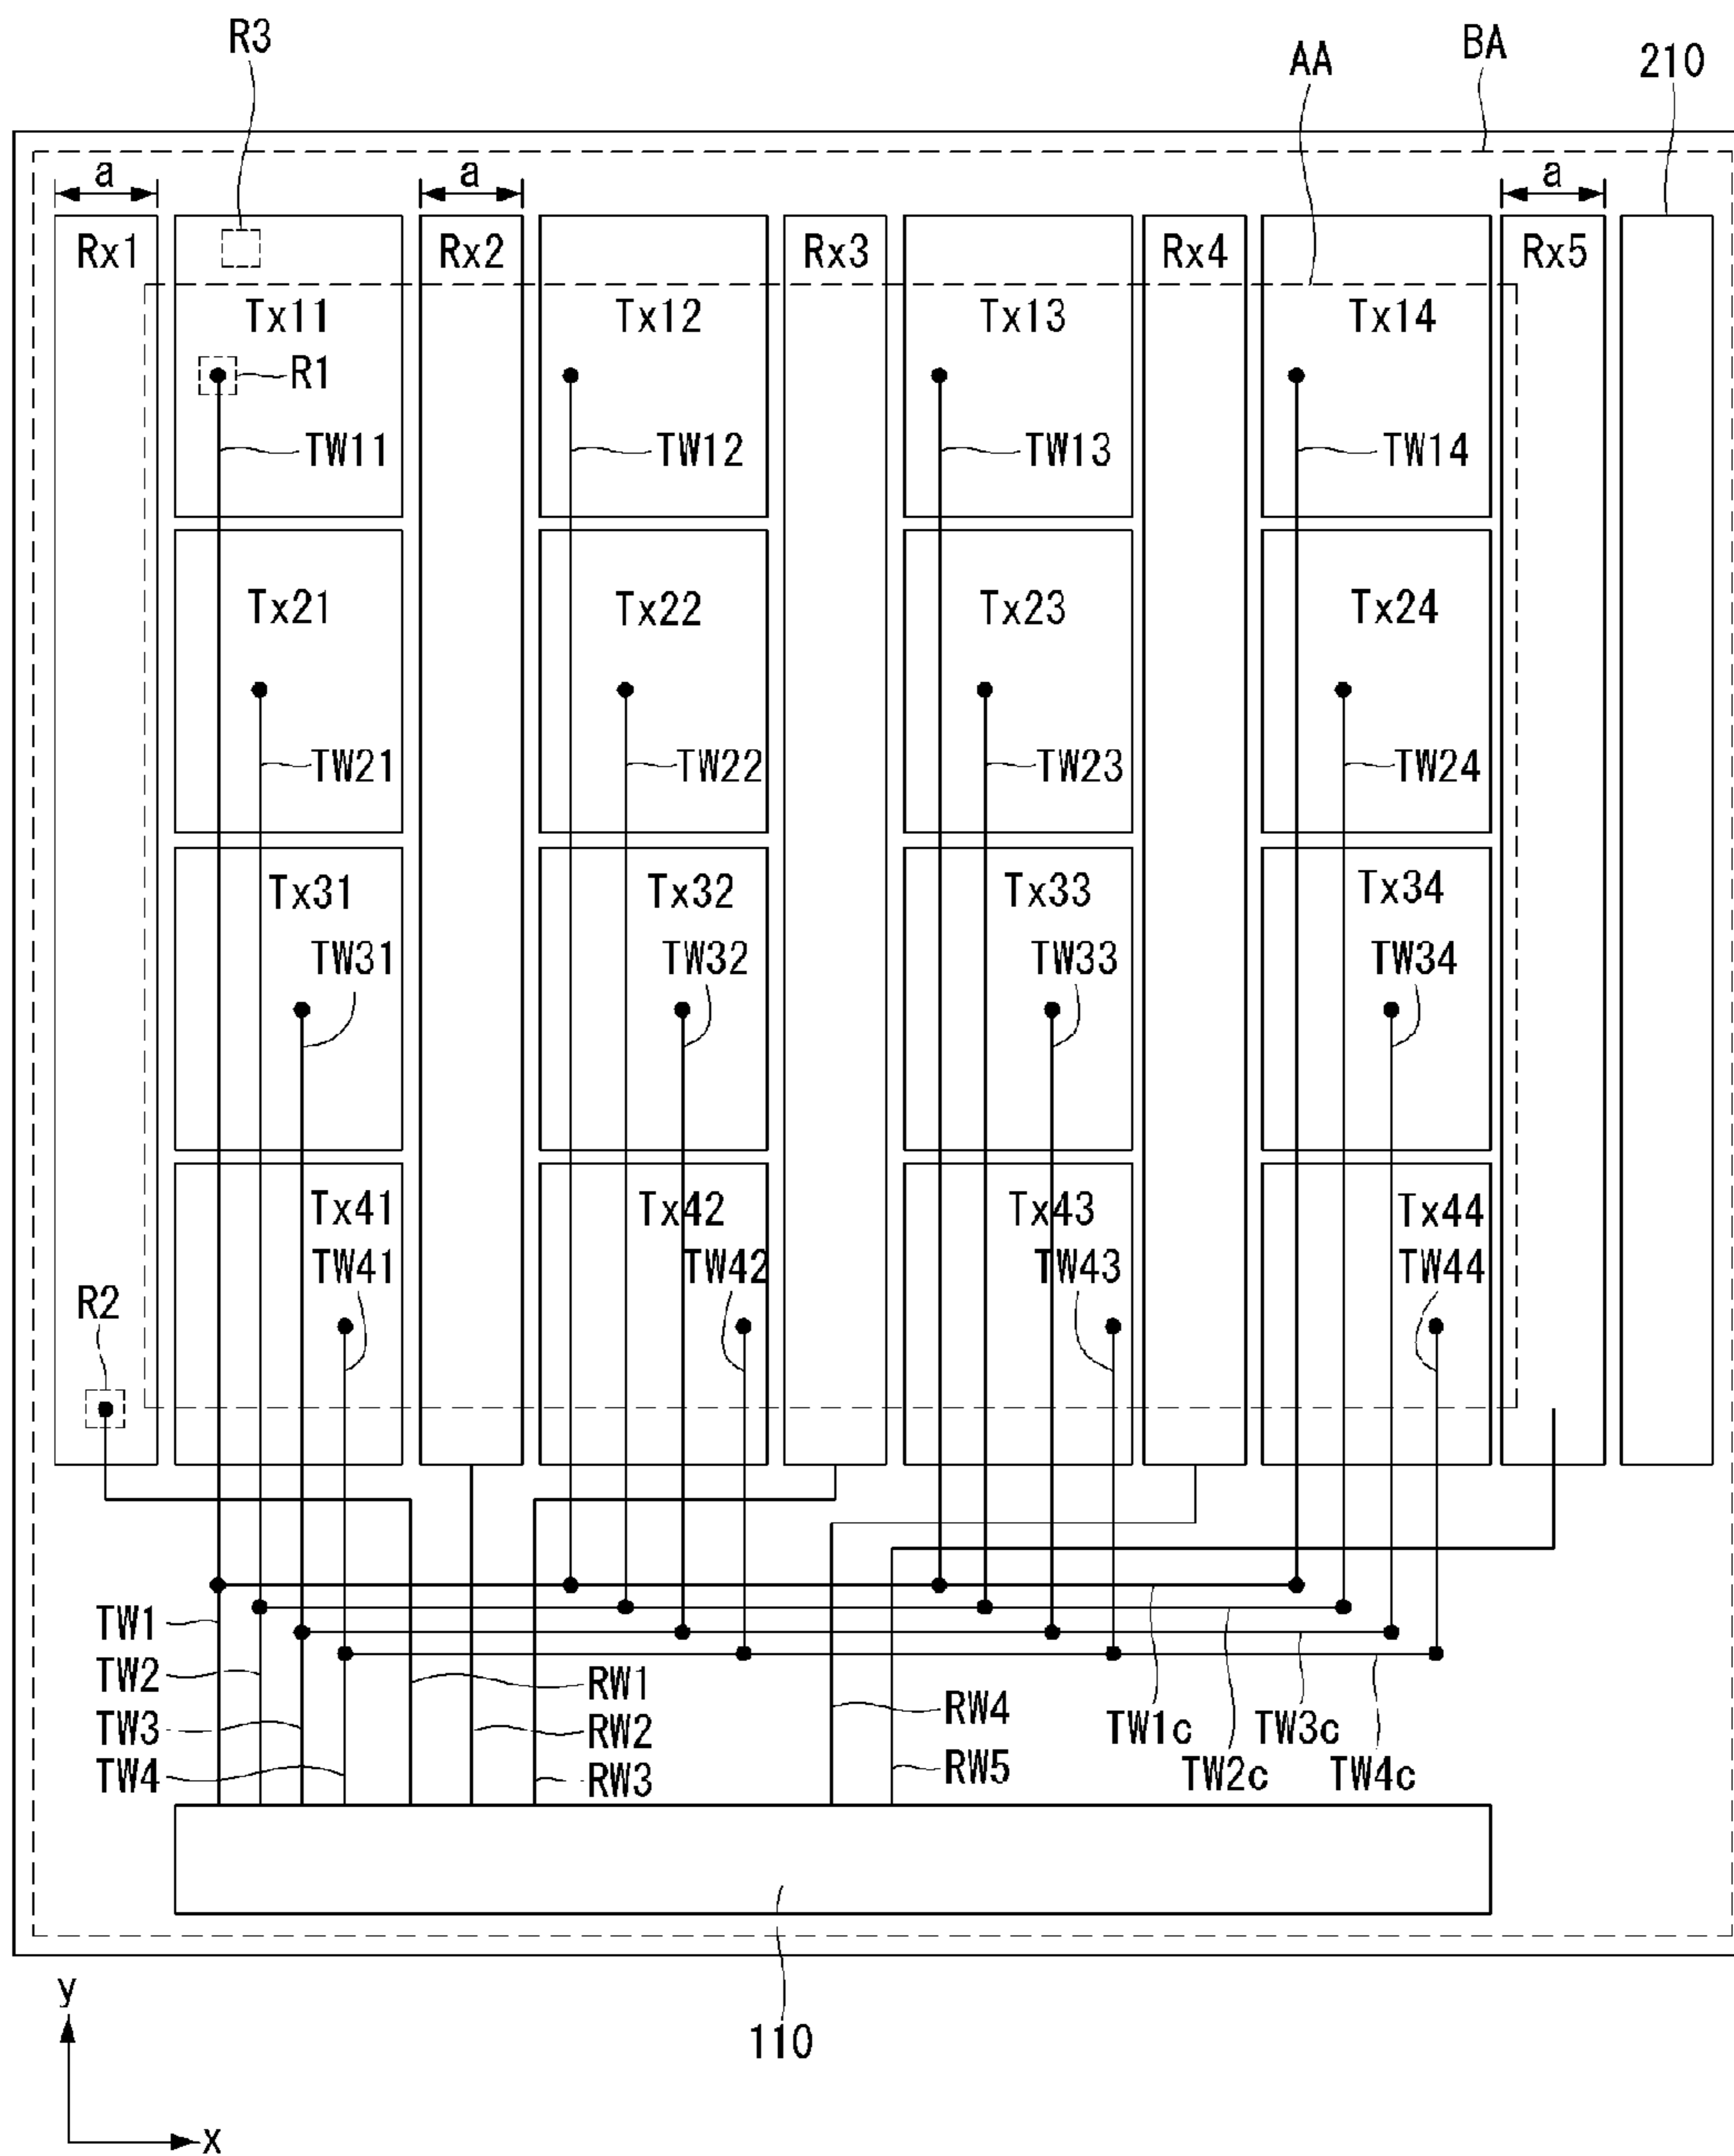 R3
AA
BA
210
a
a
a
Rx1
Rx2
Rx3
Rx4
Rx5
Tx11
Tx12
Tx13
Tx14
R1
TW11
TW12
TW13
TW14
Tx21
Tx22
Tx23
Tx24
TW21
TW22
TW23
TW24
Tx31
Tx32
Tx33
Tx34
TW31
TW32
TW33
TW34
Tx41
Tx42
Tx43
Tx44
TW41
TW42
TW43
TW44
R2
TW1
TW2
TW3
TW4
RW1
RW2
RW3
RW4
RW5
TW1c
TW3c
TW2c
TW4c
y
110
x